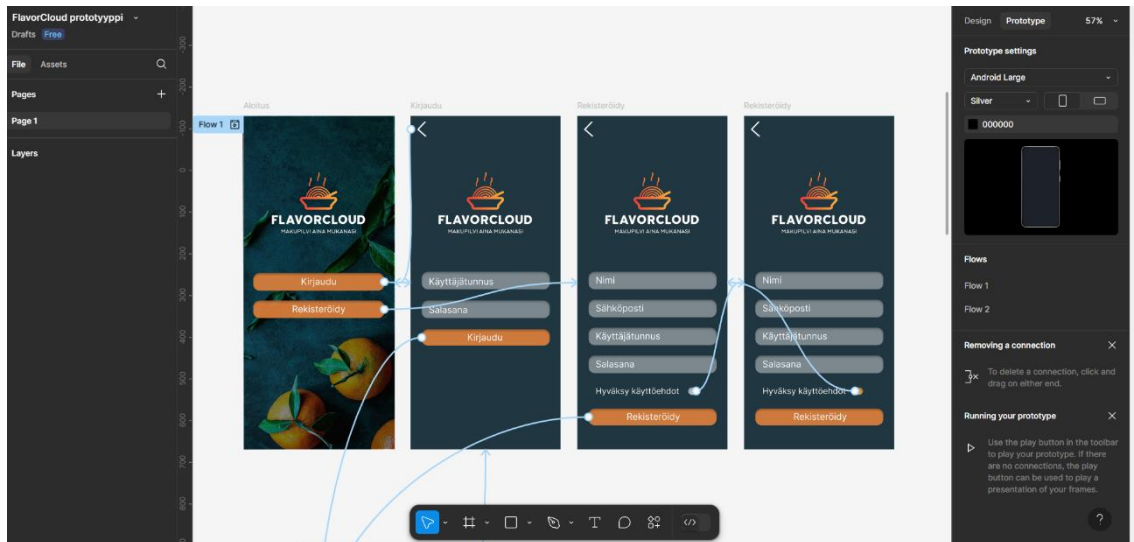 FlavorCloud prototyyppi
Drafts Free
File Assets
Pages
Page 1
Layers
Flow 1
Aloitus
FLAVORCLOUD
MAKUPILVI AINA MUKANASI
Kirjaudu
Rekisteröidy
Kirjaudu
FLAVORCLOUD
MAKUPILVI AINA MUKANASI
Käyttäjätunnus
Salasana
Kirjaudu
Rekisteröidy
FLAVORCLOUD
MAKUPILVI AINA MUKANASI
Nimi
Sähköposti
Käyttäjätunnus
Salasana
Hyväksy käyttöehdot
Rekisteröidy
Rekisteröidy
FLAVORCLOUD
MAKUPILVI AINA MUKANASI
Nimi
Sähköposti
Käyttäjätunnus
Salasana
Hyväksy käyttöehdot
Rekisteröidy
Design Prototype 57%
Prototype settings
Android Large
Silver
000000
Flows
Flow 1
Flow 2
Removing a connection
To delete a connection, click and
drag on either end.
Running your prototype
Use the play button in the toolbar
to play your prototype. If there
are no connections, the play
button can be used to play a
presentation of your frames.
?